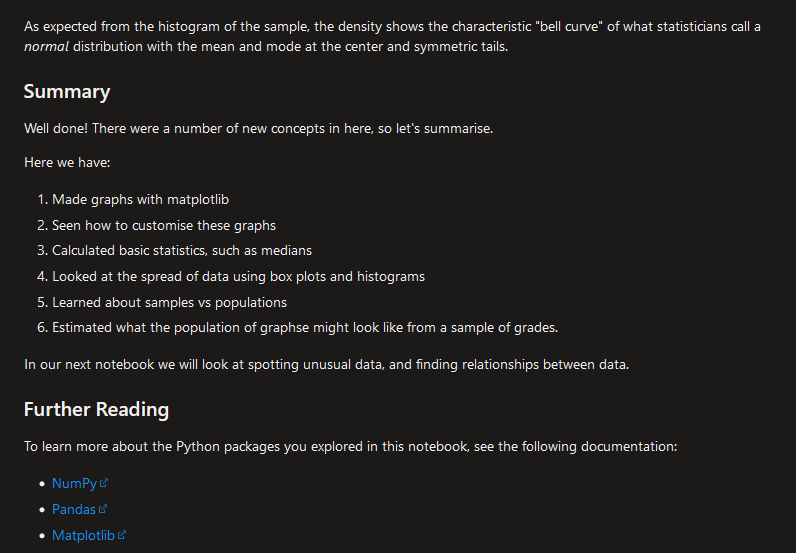 As expected from the histogram of the sample, the density shows the characteristic "bell curve" of what statisticians call a
normal distribution with the mean and mode at the center and symmetric tails.
Summary
Well done! There were a number of new concepts in here, so let's summarise.
Here we have:
1. Made graphs with matplotlib
2. Seen how to customise these graphs
3. Calculated basic statistics, such as medians
4. Looked at the spread of data using box plots and histograms
5. Learned about samples vs populations
6. Estimated what the population of graphse might look like from a sample of grades.
In our next notebook we will look at spotting unusual data, and finding relationships between data.
Further Reading
To learn more about the Python packages you explored in this notebook, see the following documentation:
• NumPy
• Pandas
• Matplotlib